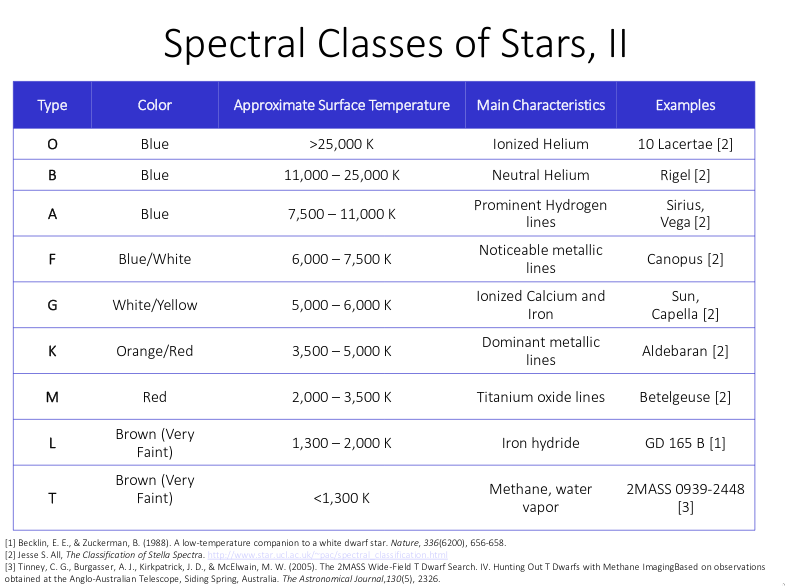 Spectral Classes of Stars, II
Type Color Approximate Surface Temperature Main Characteristics Examples
O Blue >25,000 K Ionized Helium 10 Lacertae [2]
B Blue 11,000 – 25,000 K Neutral Helium Rigel [2]
A Blue 7,500 – 11,000 K Prominent Hydrogen lines Sirius, Vega [2]
F Blue/White 6,000 – 7,500 K Noticeable metallic lines Canopus [2]
G White/Yellow 5,000 – 6,000 K Ionized Calcium and Iron Sun, Capella [2]
K Orange/Red 3,500 – 5,000 K Dominant metallic lines Aldebaran [2]
M Red 2,000 – 3,500 K Titanium oxide lines Betelgeuse [2]
L Brown (Very Faint) 1,300 – 2,000 K Iron hydride GD 165 B [1]
T Brown (Very Faint) <1,300 K Methane, water vapor 2MASS 0939-2448 [3]
[1] Becklin, E. E., & Zuckerman, B. (1988). A low-temperature companion to a white dwarf star. Nature, 336(6200), 656-658.
[2] Jesse S. All, The Classification of Stella Spectra. http://www.star.ucl.ac.uk/~pac/spectral_classification.html
[3] Tinney, C. G., Burgasser, A. J., Kirkpatrick, J. D., & McElwain, M. W. (2005). The 2MASS Wide-Field T Dwarf Search. IV. Hunting Out T Dwarfs with Methane ImagingBased on observations
obtained at the Anglo-Australian Telescope, Siding Spring, Australia. The Astronomical Journal,130(5), 2326.